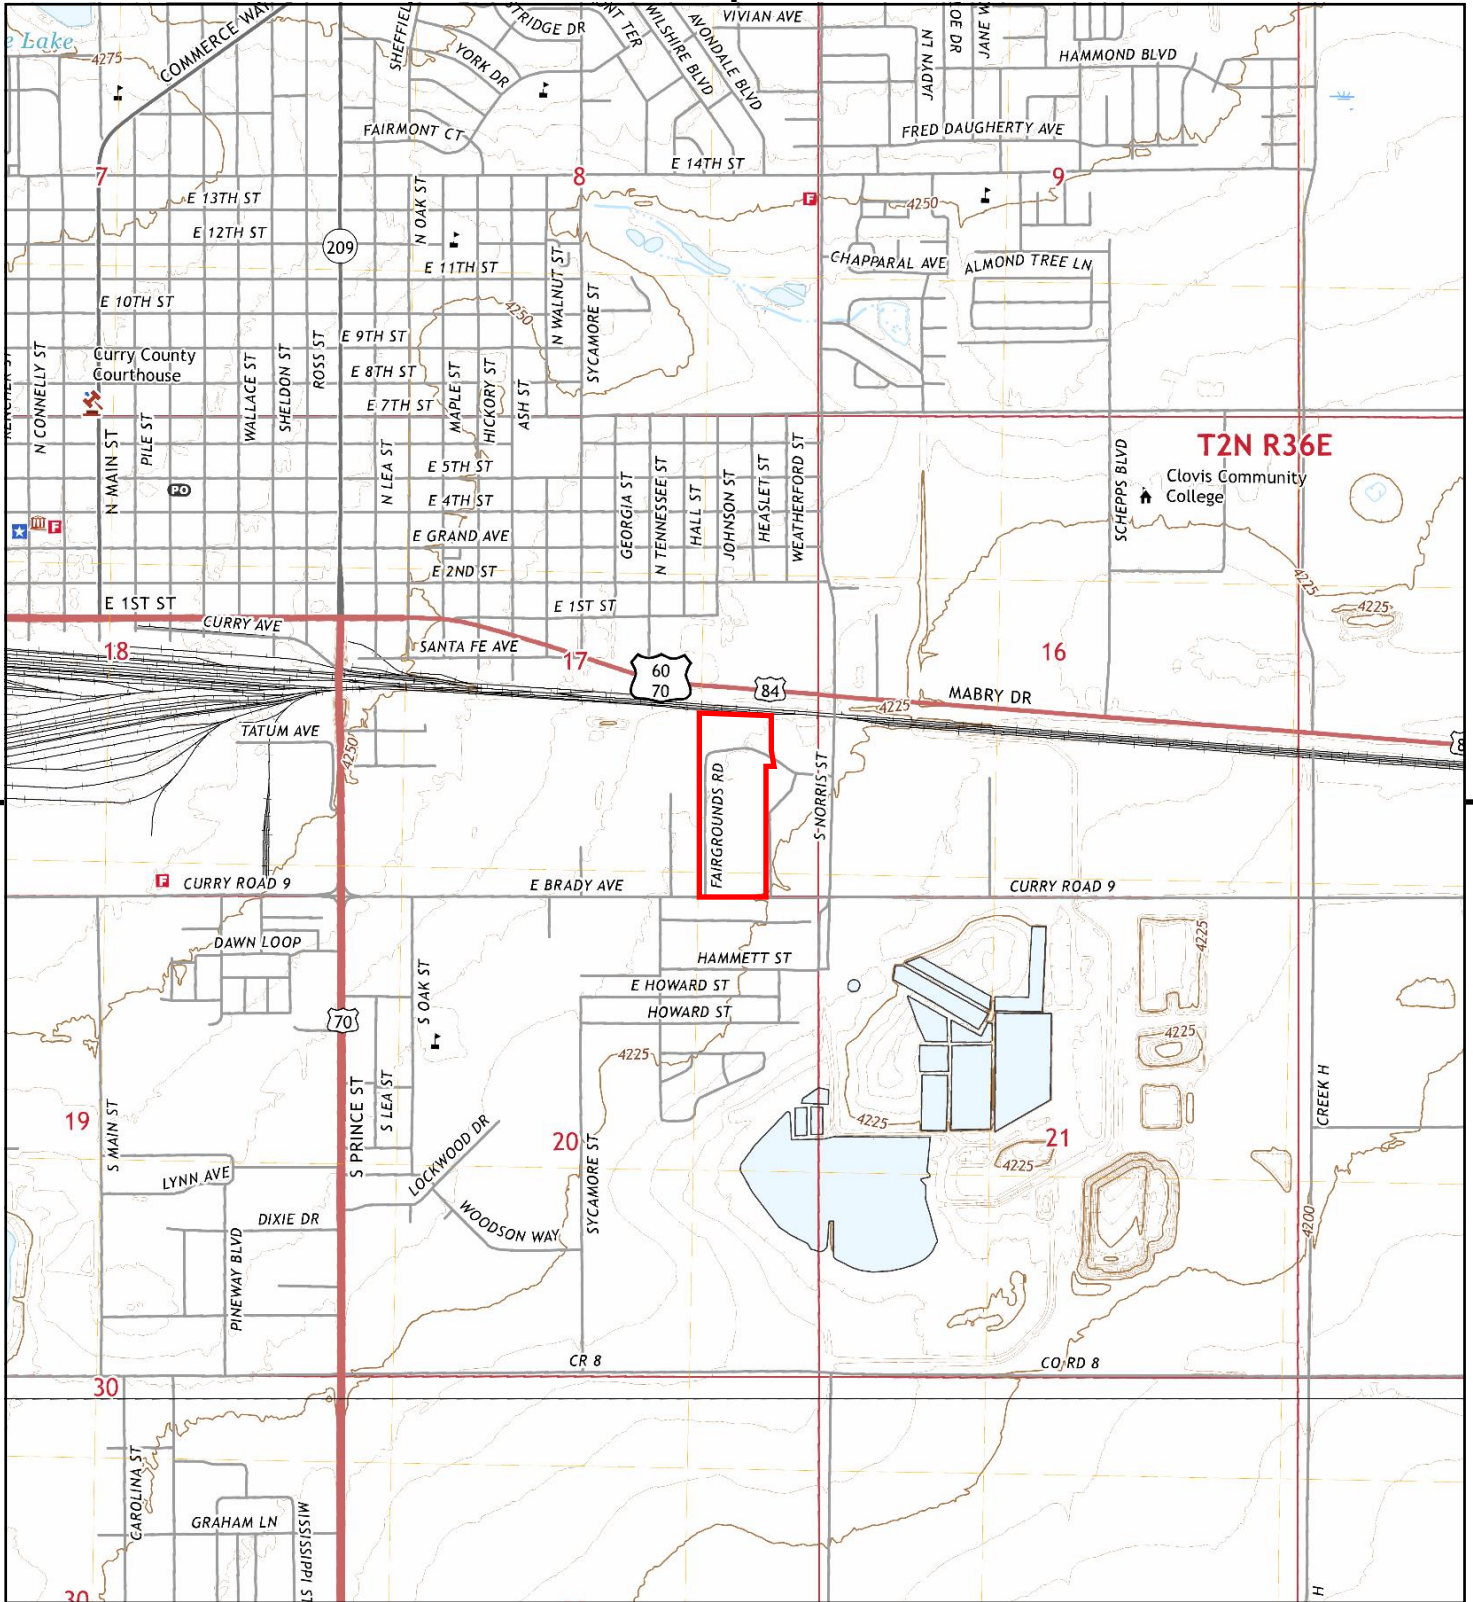 e Lake
4275
COMMERCE WAY
YORK DR
WILSHIRE BLVD
AVONDALE BLVD
VIVIAN AVE
JADYN LN
HAMMOND BLVD
FAIRMONT CT
E 14TH ST
FRED DAUGHERTY AVE
7
8
9
E 13TH ST
N OAK ST
F
4250
E 12TH ST
209
E 11TH ST
N WALNUT ST
CHAPPARAL AVE
ALMOND TREE LN
E 10TH ST
4250
SYCAMORE ST
E 9TH ST
ROSS ST
Curry County
Courthouse
N CONNELLY ST
WALLACE ST
SHELDON ST
E 8TH ST
MAPLE ST
HICKORY ST
ASH ST
E 7TH ST
N MAIN ST
PILE ST
N LEA ST
E 5TH ST
T2N R36E
Clovis Community
College
SCHEPPS BLVD
PO
E 4TH ST
GEORGIA ST
N TENNESSEE ST
HALL ST
JOHNSON ST
HEASLET ST
WEATHERFORD ST
F
E GRAND AVE
E 2ND ST
4225
E 1ST ST
E 1ST ST
4225
CURRY AVE
SANTA FE AVE
18
17
16
60
70
84
MABRY DR
4225
TATUM AVE
4250
8
FAIRGROUNDS RD
S NORRIS ST
F
CURRY ROAD 9
E BRADY AVE
CURRY ROAD 9
DAWN LOOP
S OAK ST
HAMMETT ST
4225
E HOWARD ST
HOWARD ST
70
4225
4225
S PRINCE ST
S LEA ST
CREEK H
19
S MAIN ST
LOCKWOOD DR
20
SYCAMORE ST
4225
21
4225
LYNN AVE
DIXIE DR
WOODSON WAY
4200
PINEWAY BLVD
CR 8
CO RD 8
30
CAROLINA ST
GRAHAM LN
MISSISSIPPI ST
H
30